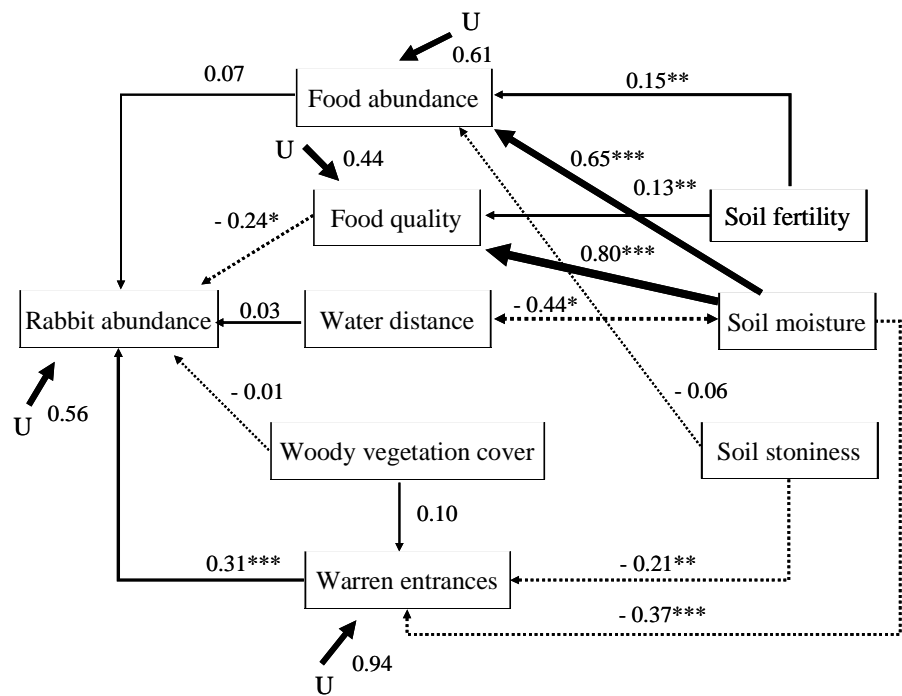 U
0.61
0.07
Food abundance
0.15**
U
0.44
0.65***
0.13**
Food quality
Soil fertility
- 0.24*
0.80***
Rabbit abundance
0.03
Water distance
- 0.44*
Soil moisture
- 0.01
- 0.06
U
0.56
Woody vegetation cover
Soil stoniness
0.10
0.31***
Warren entrances
- 0.21**
- 0.37***
U
0.94